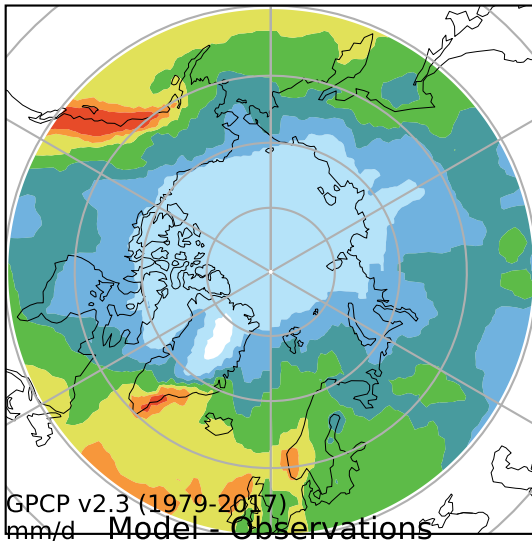 GPCP v2.3 (1979-2017)
mm/d Model - Observations